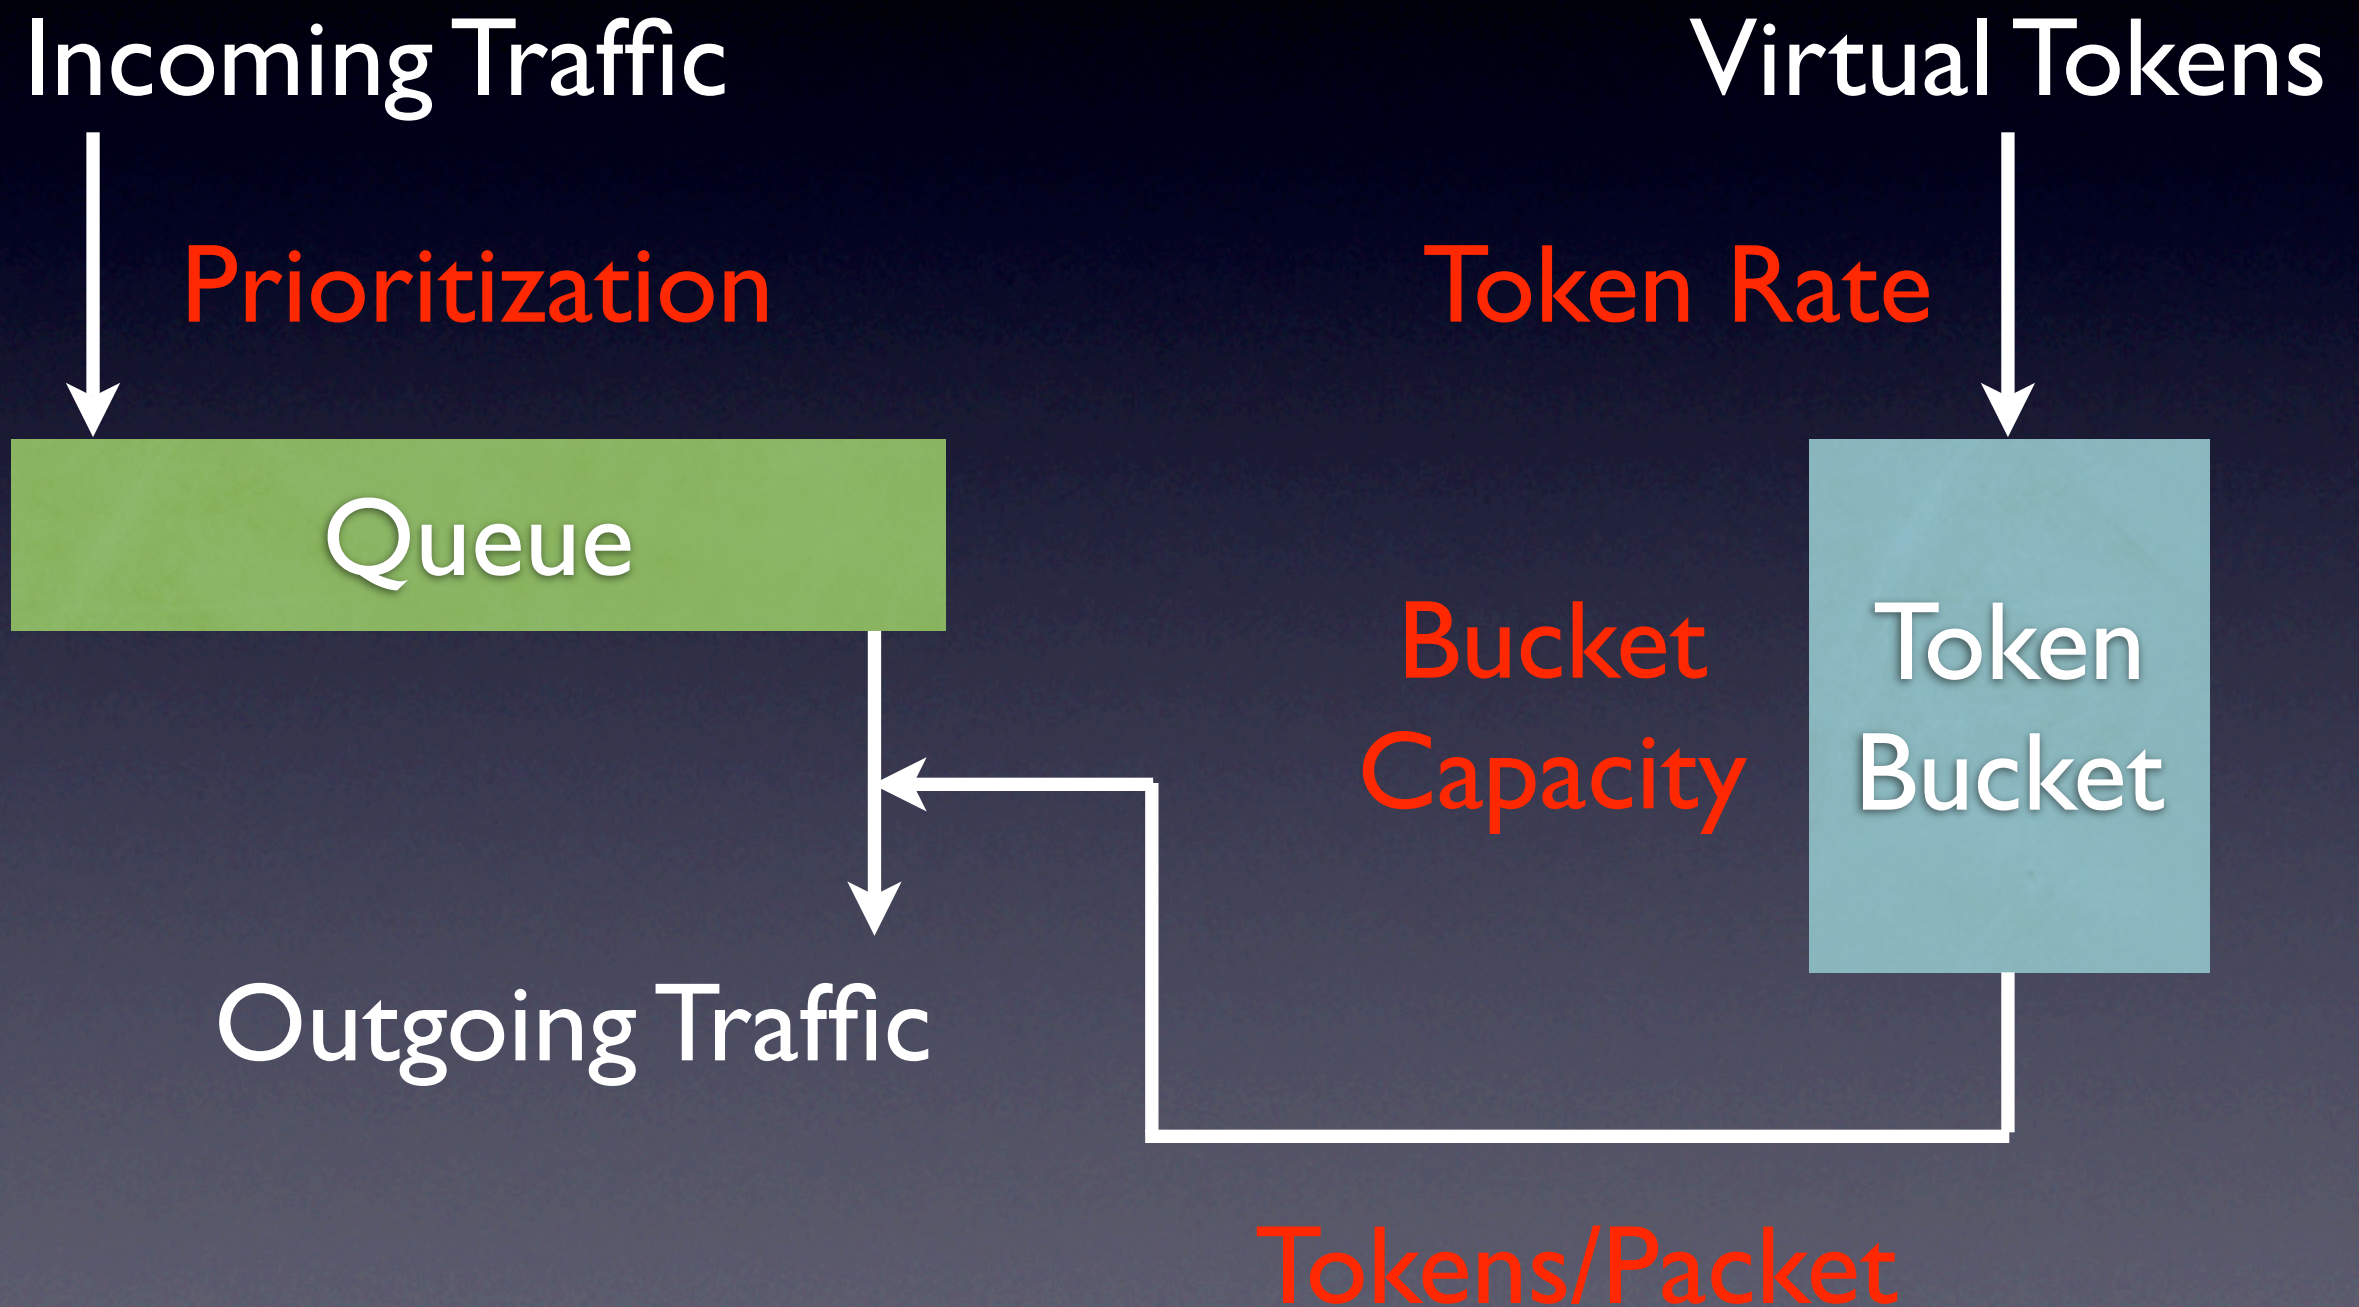 Incoming Traffic
Virtual Tokens
Prioritization
Token Rate
Queue
Bucket
Capacity
Token
Bucket
Outgoing Traffic
Tokens/Packet